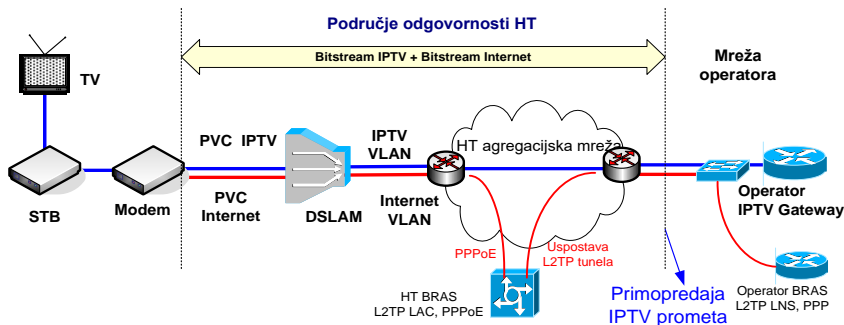 Područje odgovornosti HT
Bitstream IPTV + Bitstream Internet
Mreža
operatora
TV
PVC IPTV
IPTV
VLAN
HT agregacijska mreža
STB
Modem
PVC
Internet
DSLAM
Internet
VLAN
Operator
IPTV Gateway
PPPoE
Uspostava
L2TP tunela
HT BRAS
L2TP LAC, PPPoE
Primopredaja
IPTV prometa
Operator BRAS
L2TP LNS, PPP